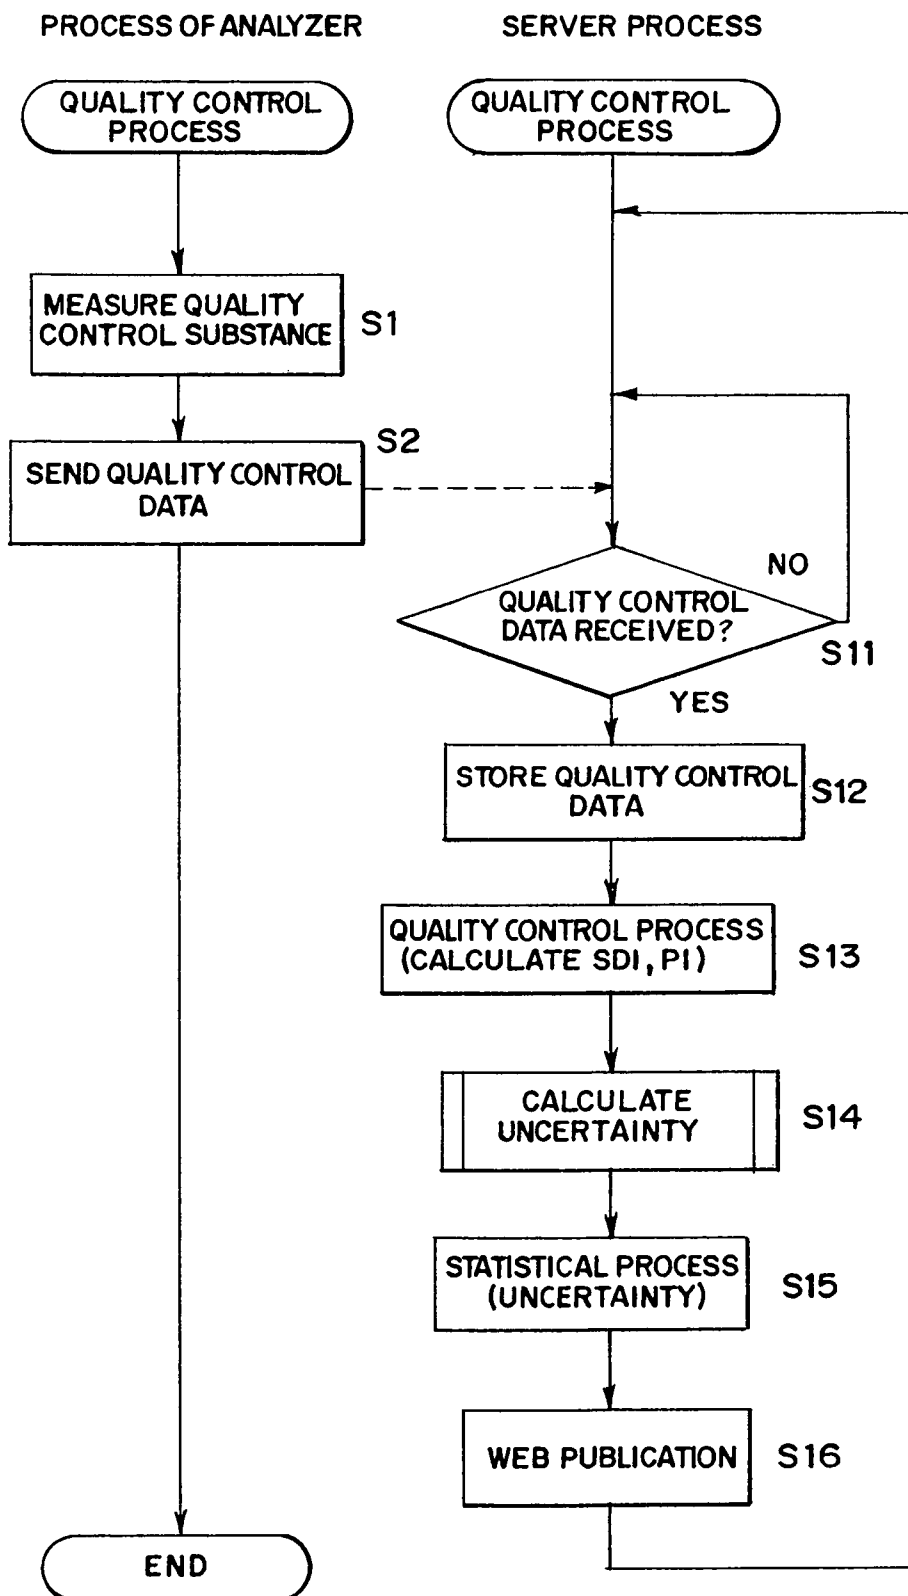 PROCESS OF ANALYZER
SERVER PROCESS
QUALITY CONTROL
PROCESS
QUALITY CONTROL
PROCESS
MEASURE QUALITY
CONTROL SUBSTANCE
S1
S2
SEND QUALITY CONTROL
DATA
NO
QUALITY CONTROL
DATA RECEIVED?
S11
YES
STORE QUALITY CONTROL
DATA
S12
QUALITY CONTROL PROCESS
(CALCULATE SDI, PI)
S13
CALCULATE
UNCERTAINTY
S14
STATISTICAL PROCESS
(UNCERTAINTY)
S15
WEB PUBLICATION
S16
END